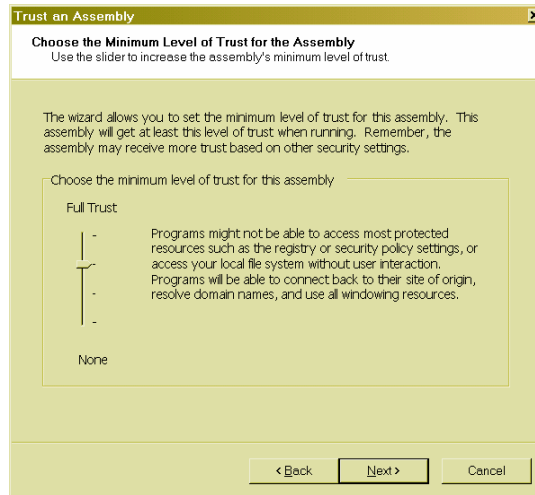 Trust an Assembly
Choose the Minimum Level of Trust for the Assembly
Use the slider to increase the assembly's minimum level of trust.
The wizard allows you to set the minimum level of trust for this assembly. This
assembly will get at least this level of trust when running. Remember, the
assembly may receive more trust based on other security settings.
Choose the minimum level of trust for this assembly
Full Trust
Programs might not be able to access most protected
resources such as the registry or security policy settings, or
access your local file system without user interaction.
Programs will be able to connect back to their site of origin,
resolve domain names, and use all windowing resources.
None
< Back Next > Cancel